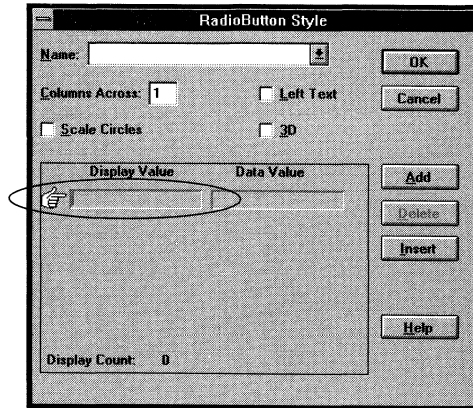 RadioButton Style
Name:
OK
Columns Across: 1
Left Text
Cancel
Scale Circles
3D
Display Value Data Value
Add
Delete
Insert
Help
Display Count: 0